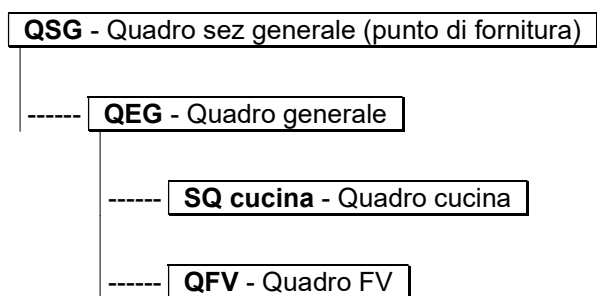 QSG - Quadro sez generale (punto di fornitura)
------ QEG - Quadro generale
------ SQ cucina - Quadro cucina
------ QFV - Quadro FV